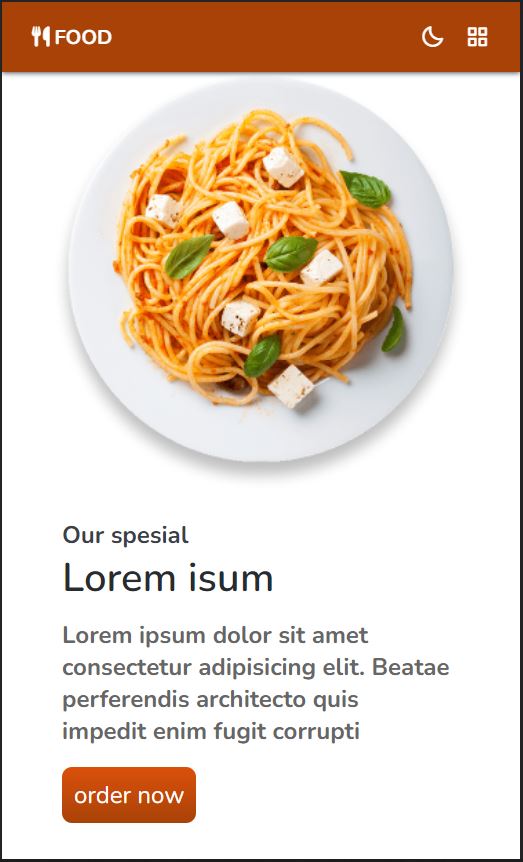 FOOD
Our spesial
Lorem isum
Lorem ipsum dolor sit amet
consectetur adipisicing elit. Beatae
perferendis architecto quis
impedit enim fugit corrupti
order now